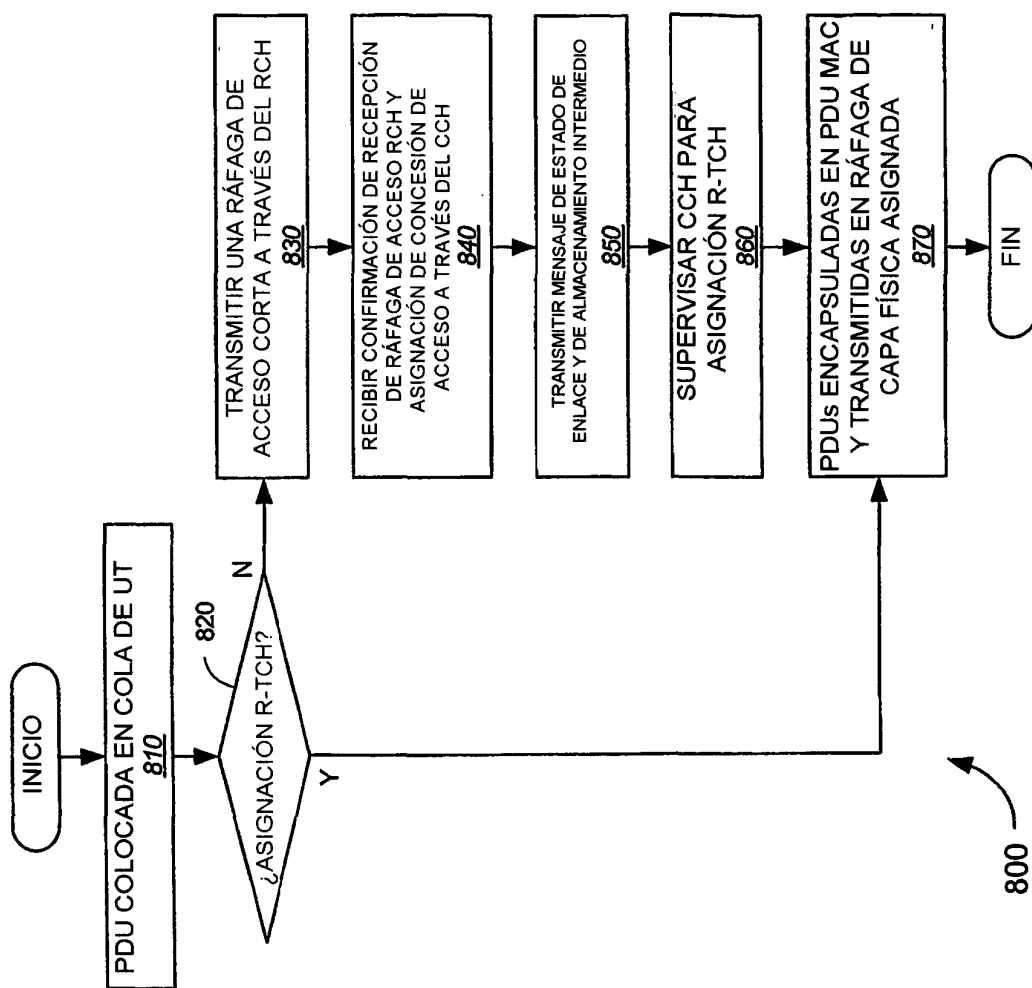 INICIO
PDU COLOCADA EN COLA DE UT
810
820
¿ASIGNACIÓN R-TCH?
N
Y
TRANSMITIR UNA RÁFAGA DE
ACCESO CORTA A TRAVÉS DEL RCH
830
RECIBIR CONFIRMACIÓN DE RECEPCIÓN
DE RÁFAGA DE ACCESO RCH Y
ASIGNACIÓN DE CONCESIÓN DE
ACCESO A TRAVÉS DEL CCH
840
TRANSMITIR MENSAJE DE ESTADO DE
ENLACE Y DE ALMACENAMIENTO INTERMEDIO
850
SUPERVISAR CCH PARA
ASIGNACIÓN R-TCH
860
PDUs ENCAPSULADAS EN PDU MAC
Y TRANSMITIDAS EN RÁFAGA DE
CAPA FÍSICA ASIGNADA
870
FIN
800